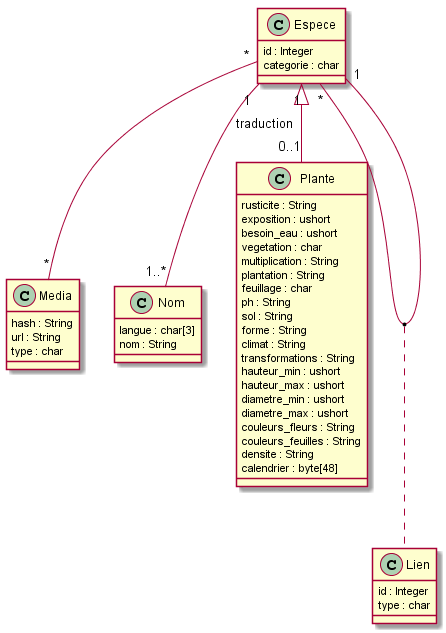 C Espece
id : Integer
categorie : char
*
1
1
*
1
traduction
0..1
C Plante
rusticite : String
exposition : ushort
besoin_eau : ushort
vegetation : char
multiplication : String
plantation : String
feuillage : char
ph : String
sol : String
forme : String
climat : String
transformations : String
hauteur_min : ushort
hauteur_max : ushort
diametre_min : ushort
diametre_max : ushort
couleurs_fleurs : String
couleurs_feuilles : String
densite : String
calendrier : byte[48]
*
C Media
hash : String
url : String
type : char
1..*
C Nom
langue : char[3]
nom : String
C Lien
id : Integer
type : char